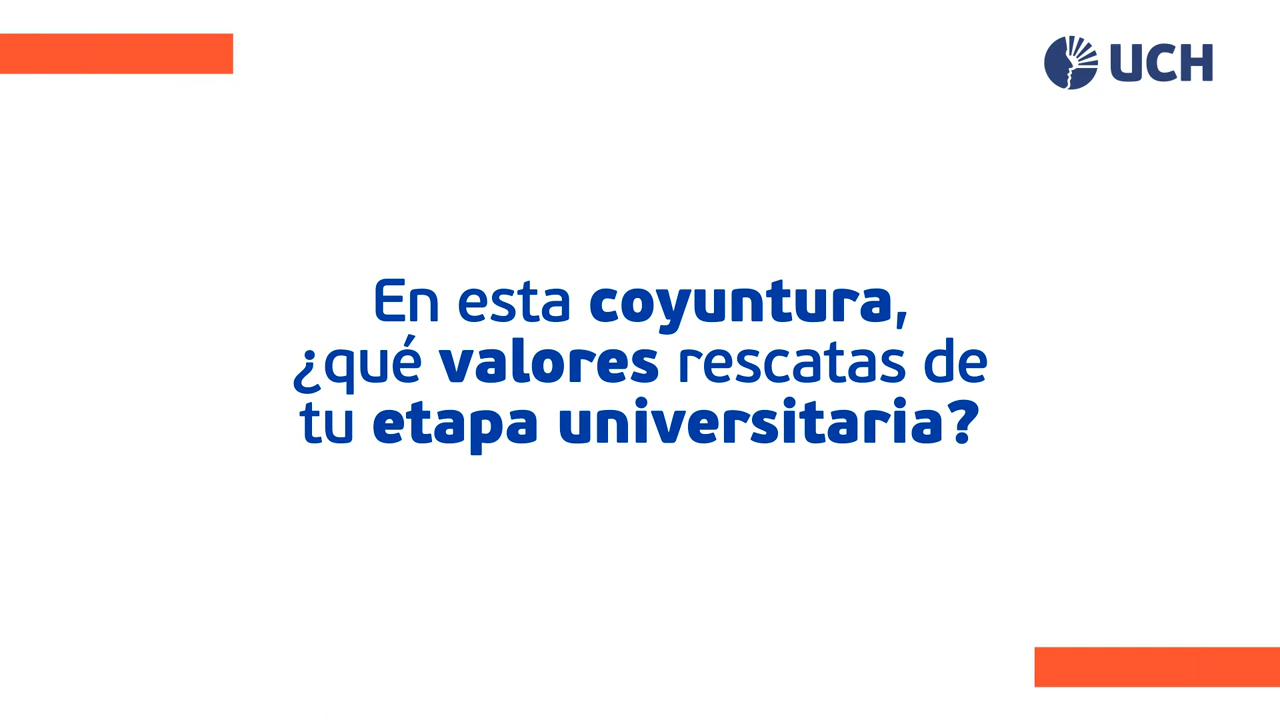 UCH
En esta coyuntura,
¿qué valores rescatas de
tu etapa universitaria?